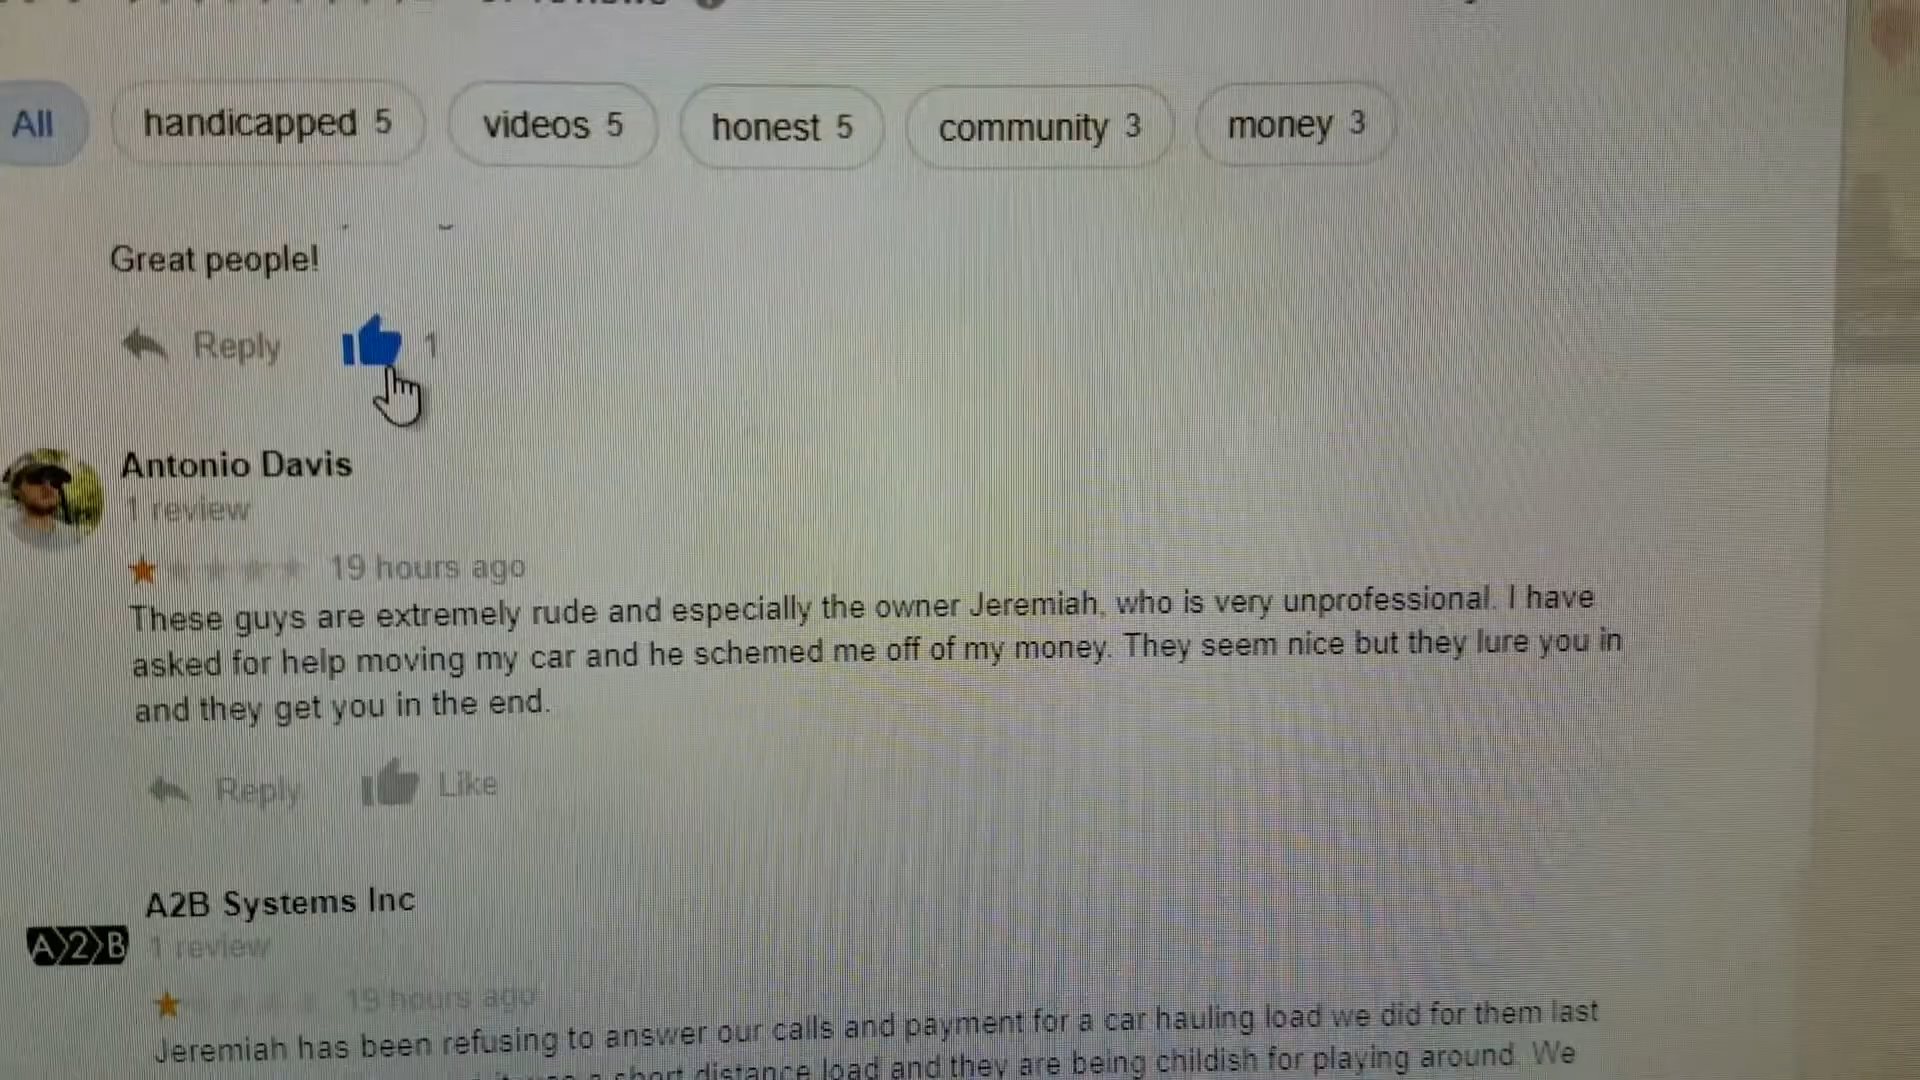 All handicapped 5 videos 5 honest 5 community 3 money 3
Great people!
Reply 1
Antonio Davis
1 review
19 hours ago
These guys are extremely rude and especially the owner Jeremiah, who is very unprofessional. I have
asked for help moving my car and he schemed me off of my money. They seem nice but they lure you in
and they get you in the end.
Reply Like
A2B Systems Inc
A2B
1 review
19 hours ago
Jeremiah has been refusing to answer our calls and payment for a car hauling load we did for them last
a short distance load and they are being childish for playing around. We